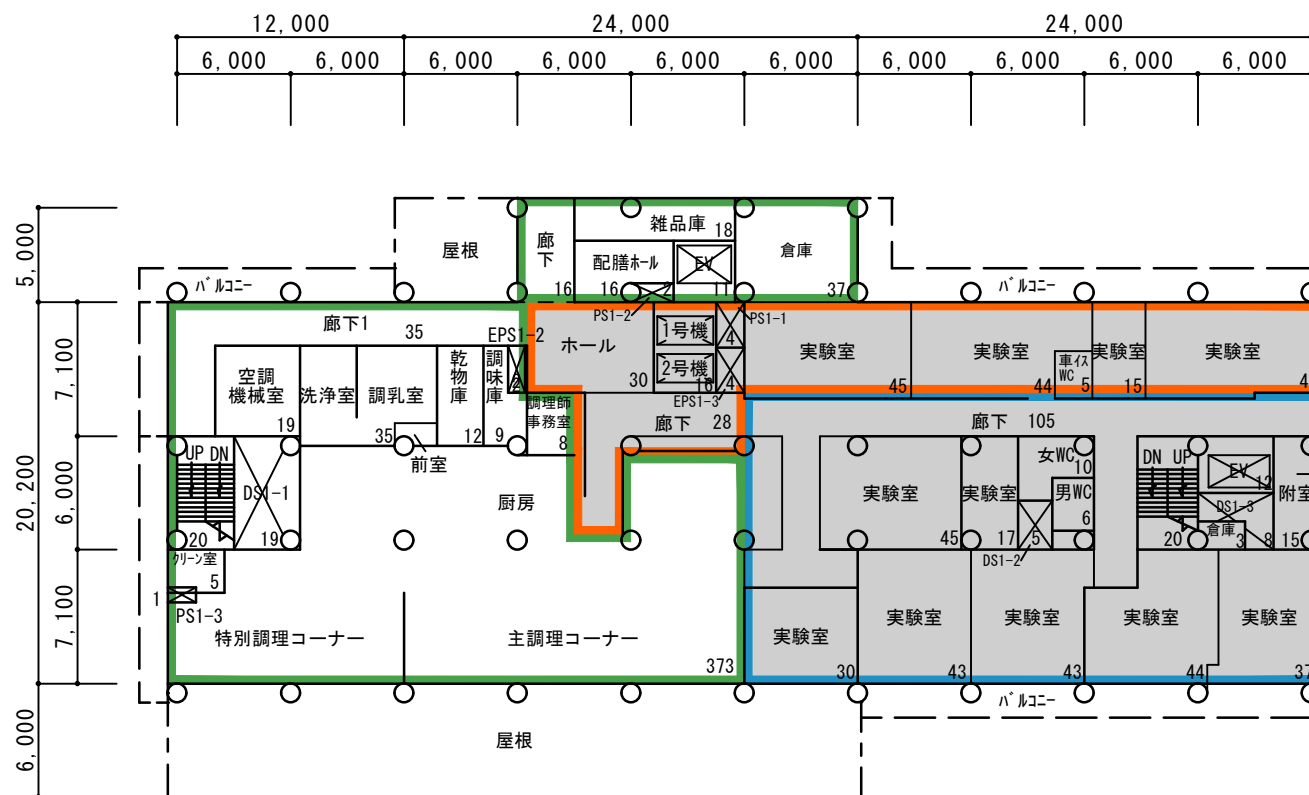 12,000 24,000 24,000
6,000 6,000 6,000 6,000 6,000 6,000 6,000 6,000 6,000 6,000
5,000
7,100
20,200
6,000
7,100
6,000
屋根
廊下
16
雑品庫
18
配膳ホール
16
2
EV
11
倉庫
37
バルコニー
バルコニー
PS1-2
PS1-1
廊下1
35
EPS1-2
2
ホール
30
1号機
2号機
16
4
4
EPS1-3
実験室
45
実験室
44
車イス
WC
5
実験室
15
実験室
4
空調
機械室
19
洗浄室
調乳室
35
前室
乾物庫
12
調味庫
9
調理師
事務室
8
廊下
28
廊下 105
UP DN
20
DS1-1
19
厨房
実験室
45
実験室
17
女WC
10
男WC
6
5
DS1-2
DN UP
20
EV
12
DS1-3
倉庫
3
8
附室
15
クリーン室
5
1
PS1-3
特別調理コーナー
主調理コーナー
373
実験室
30
実験室
43
実験室
43
実験室
44
実験室
37
バルコニー
屋根